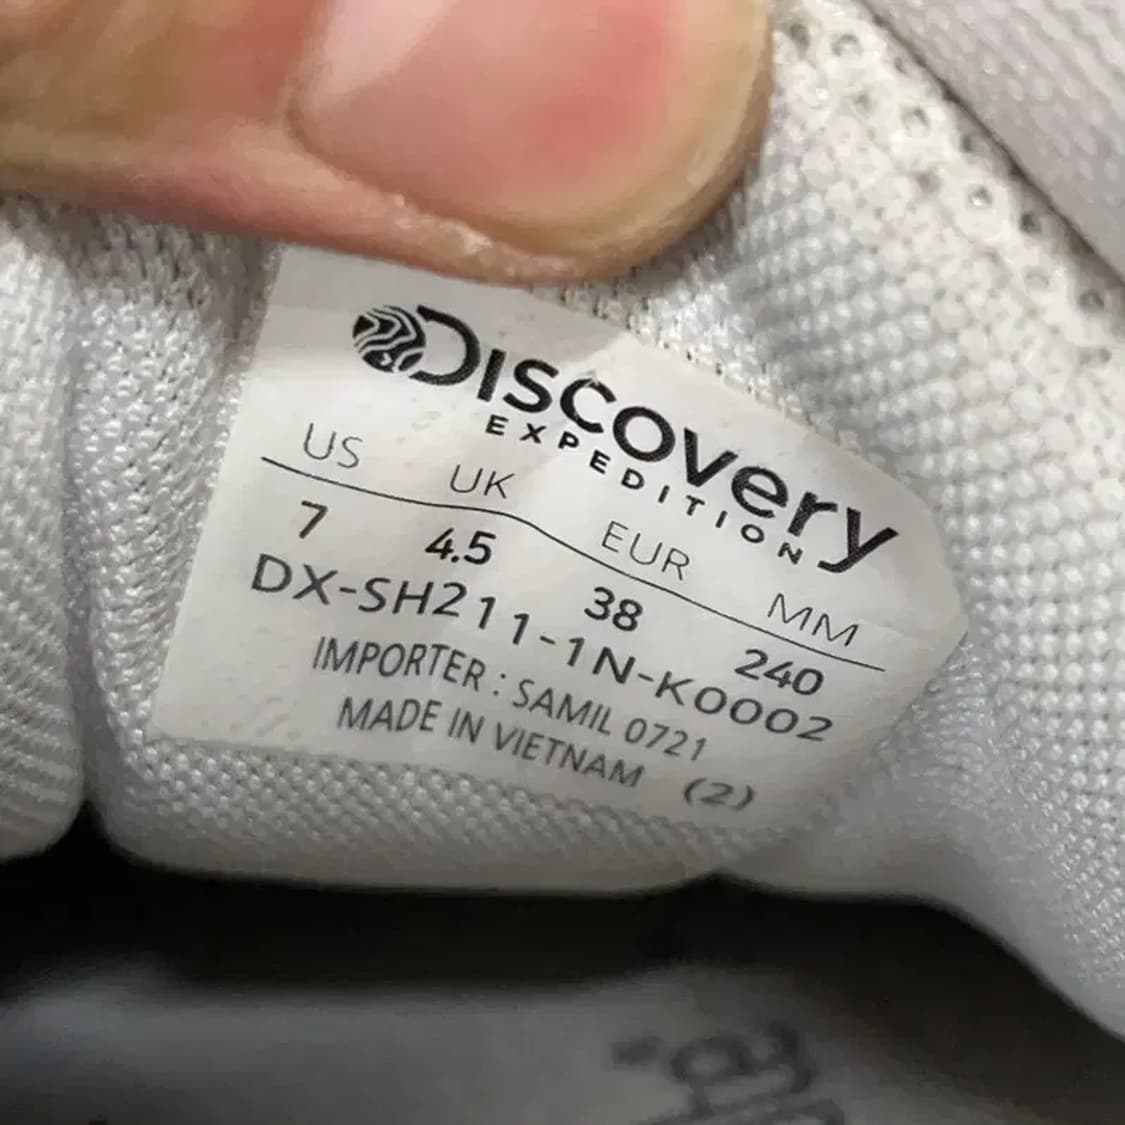 DISCOVERY
EXPEDITION
US UK EUR MM
7 4.5 38 240
DX-SH211-1N-K0002
IMPORTER : SAMIL 0721
MADE IN VIETNAM (2)